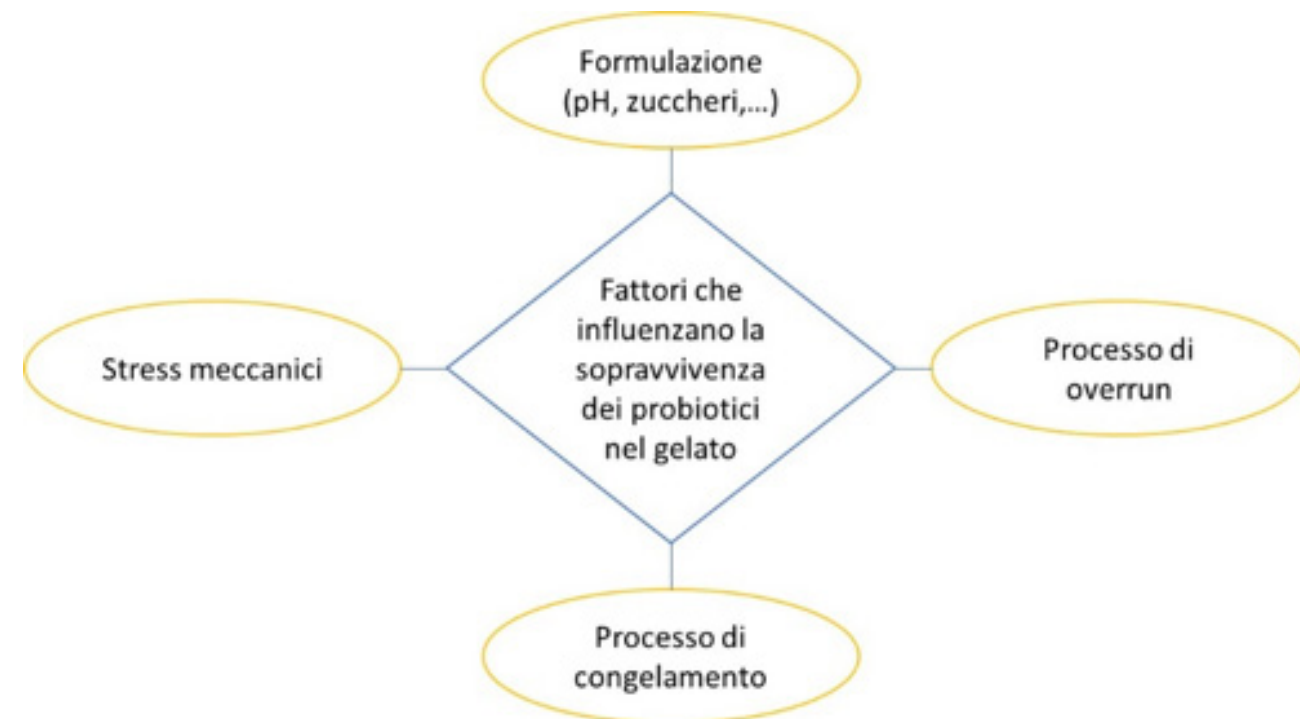 Formulazione
(pH, zuccheri,...)
Fattori che
influenzano la
sopravvivenza
dei probiotici
nel gelato
Stress meccanici
Processo di
overrun
Processo di
congelamento